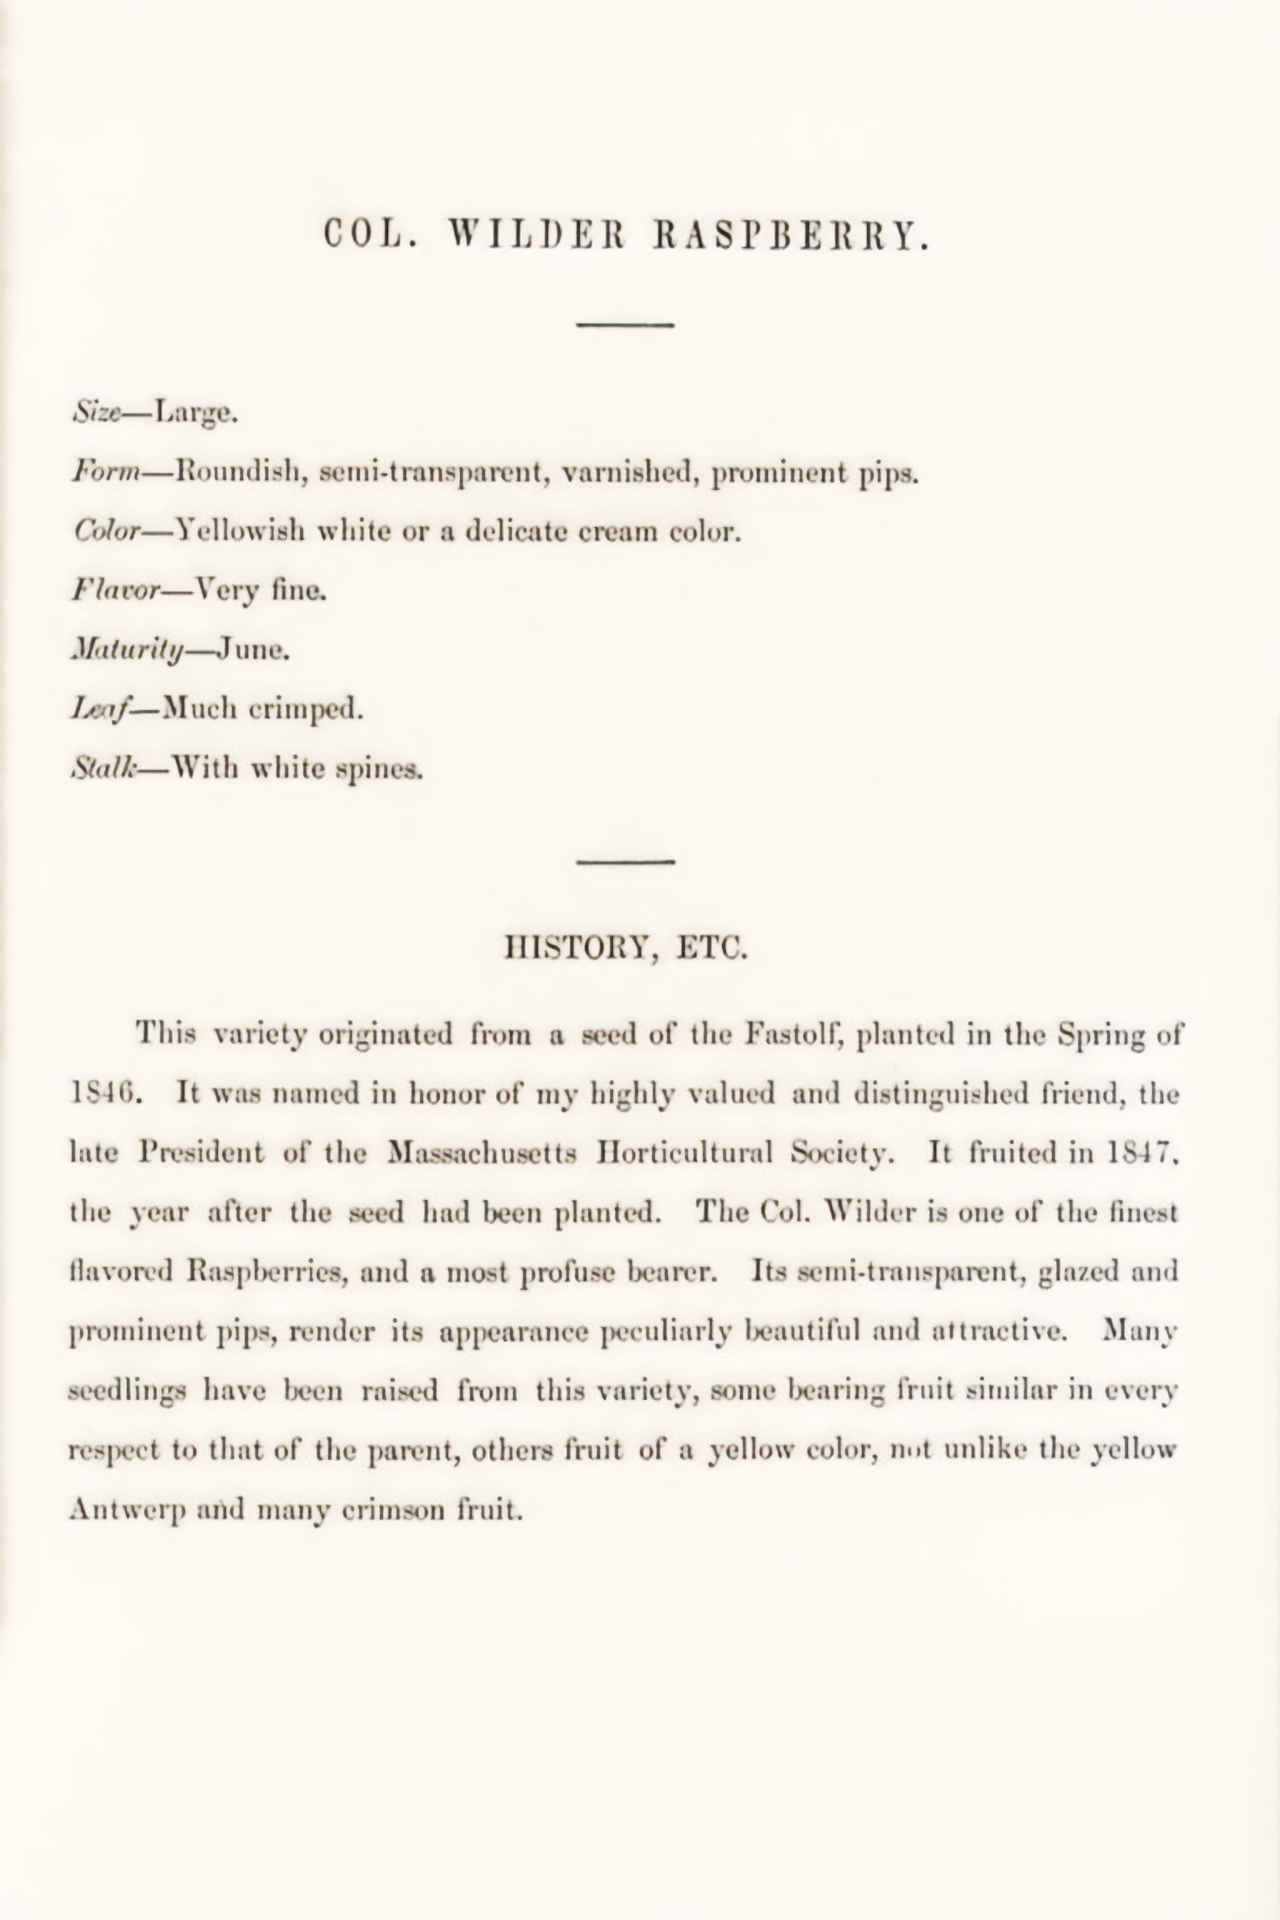 COL. WILDER RASPBERRY.
Size—Large.
Form—Roundish, semi-transparent, varnished, prominent pips.
Color—Yellowish white or a delicate cream color.
Flavor—Very fine.
Maturity—June.
Leaf—Much crimped.
Stalk—With white spines.
HISTORY, ETC.
This variety originated from a seed of the Fastolf, planted in the Spring of
1846. It was named in honor of my highly valued and distinguished friend, the
late President of the Massachusetts Horticultural Society. It fruited in 1847,
the year after the seed had been planted. The Col. Wilder is one of the finest
flavored Raspberries, and a most profuse bearer. Its semi-transparent, glazed and
prominent pips, render its appearance peculiarly beautiful and attractive. Many
seedlings have been raised from this variety, some bearing fruit similar in every
respect to that of the parent, others fruit of a yellow color, not unlike the yellow
Antwerp and many crimson fruit.